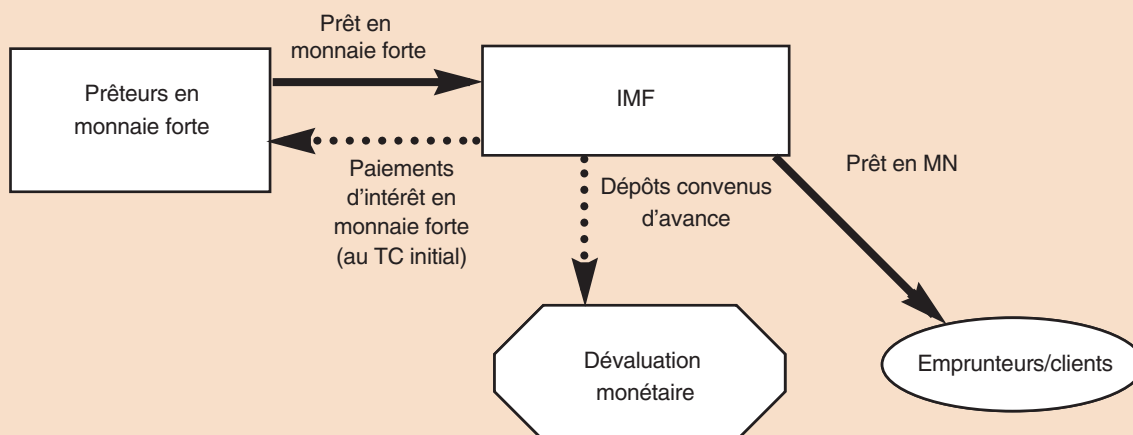 Prêt en
monnaie forte
Prêteurs en
monnaie forte
IMF
Paiements
d'intérêt en
monnaie forte
(au TC initial)
Dépôts convenus
d'avance
Prêt en MN
Dévaluation
monétaire
Emprunteurs/clients